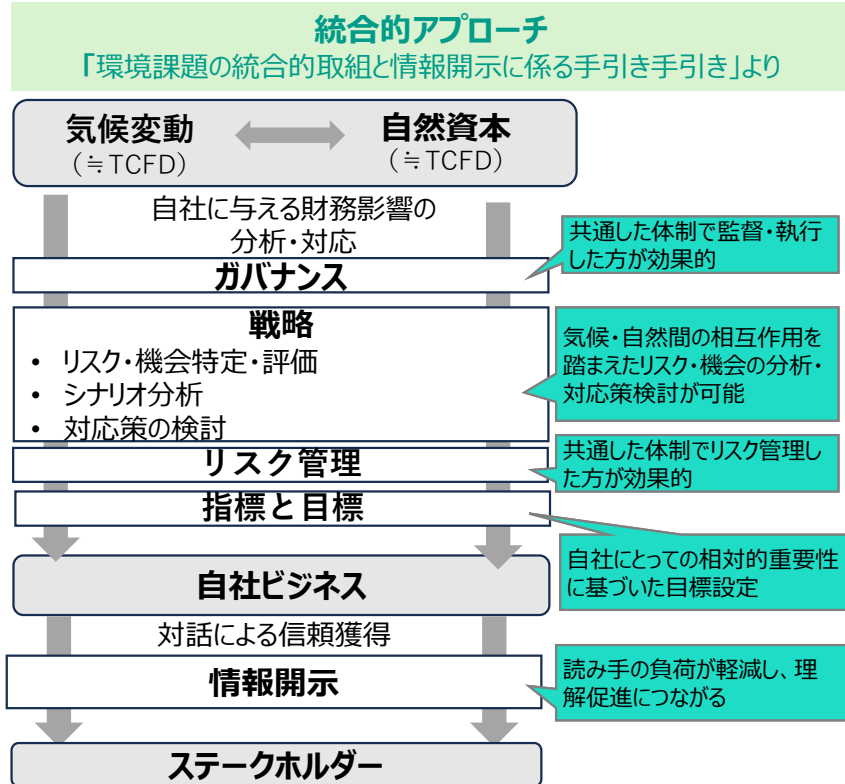 統合的アプローチ
「環境課題の統合的取組と情報開示に係る手引き手引き」より
気候変動
（≒TCFD）
自然資本
（≒TCFD）
自社に与える財務影響の
分析・対応
ガバナンス
共通した体制で監督・執行
した方が効果的
戦略
• リスク・機会特定・評価
• シナリオ分析
• 対応策の検討
気候・自然間の相互作用を
踏まえたリスク・機会の分析・
対応策検討が可能
リスク管理
共通した体制でリスク管理し
た方が効果的
指標と目標
自社にとっての相対的重要性
に基づいた目標設定
自社ビジネス
対話による信頼獲得
情報開示
読み手の負荷が軽減し、理
解促進につながる
ステークホルダー